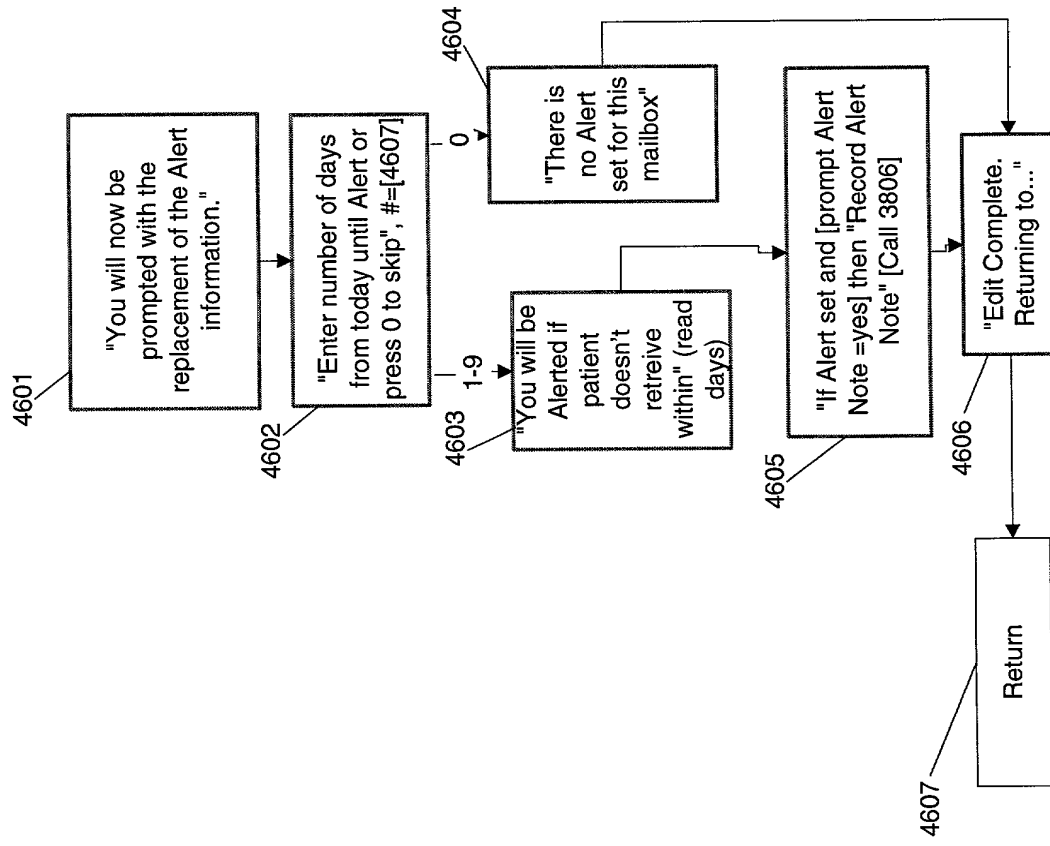 4601
"You will now be
prompted with the
replacement of the Alert
information."
4602
"Enter number of days
from today until Alert or
press 0 to skip", #=[4607]
1-9
0
4603
"You will be
Alerted if
patient
doesn't
retreive
within" (read
days)
4604
"There is
no Alert
set for this
mailbox"
4605
"If Alert set and [prompt Alert
Note =yes] then "Record Alert
Note" [Call 3806]
4606
"Edit Complete.
Returning to..."
4607
Return